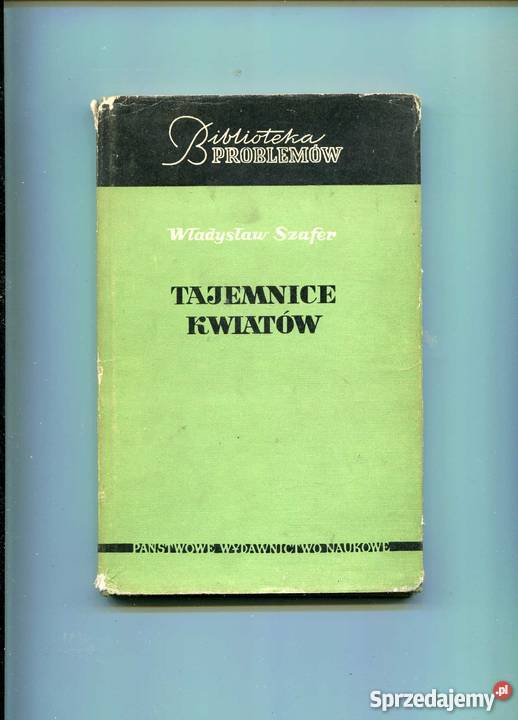 Biblioteka
PROBLEMÓW
Władysław Szafer
TAJEMNICE
KWIATÓW
PAŃSTWOWE WYDAWNICTWO NAUKOWE
Sprzedajemy.pl